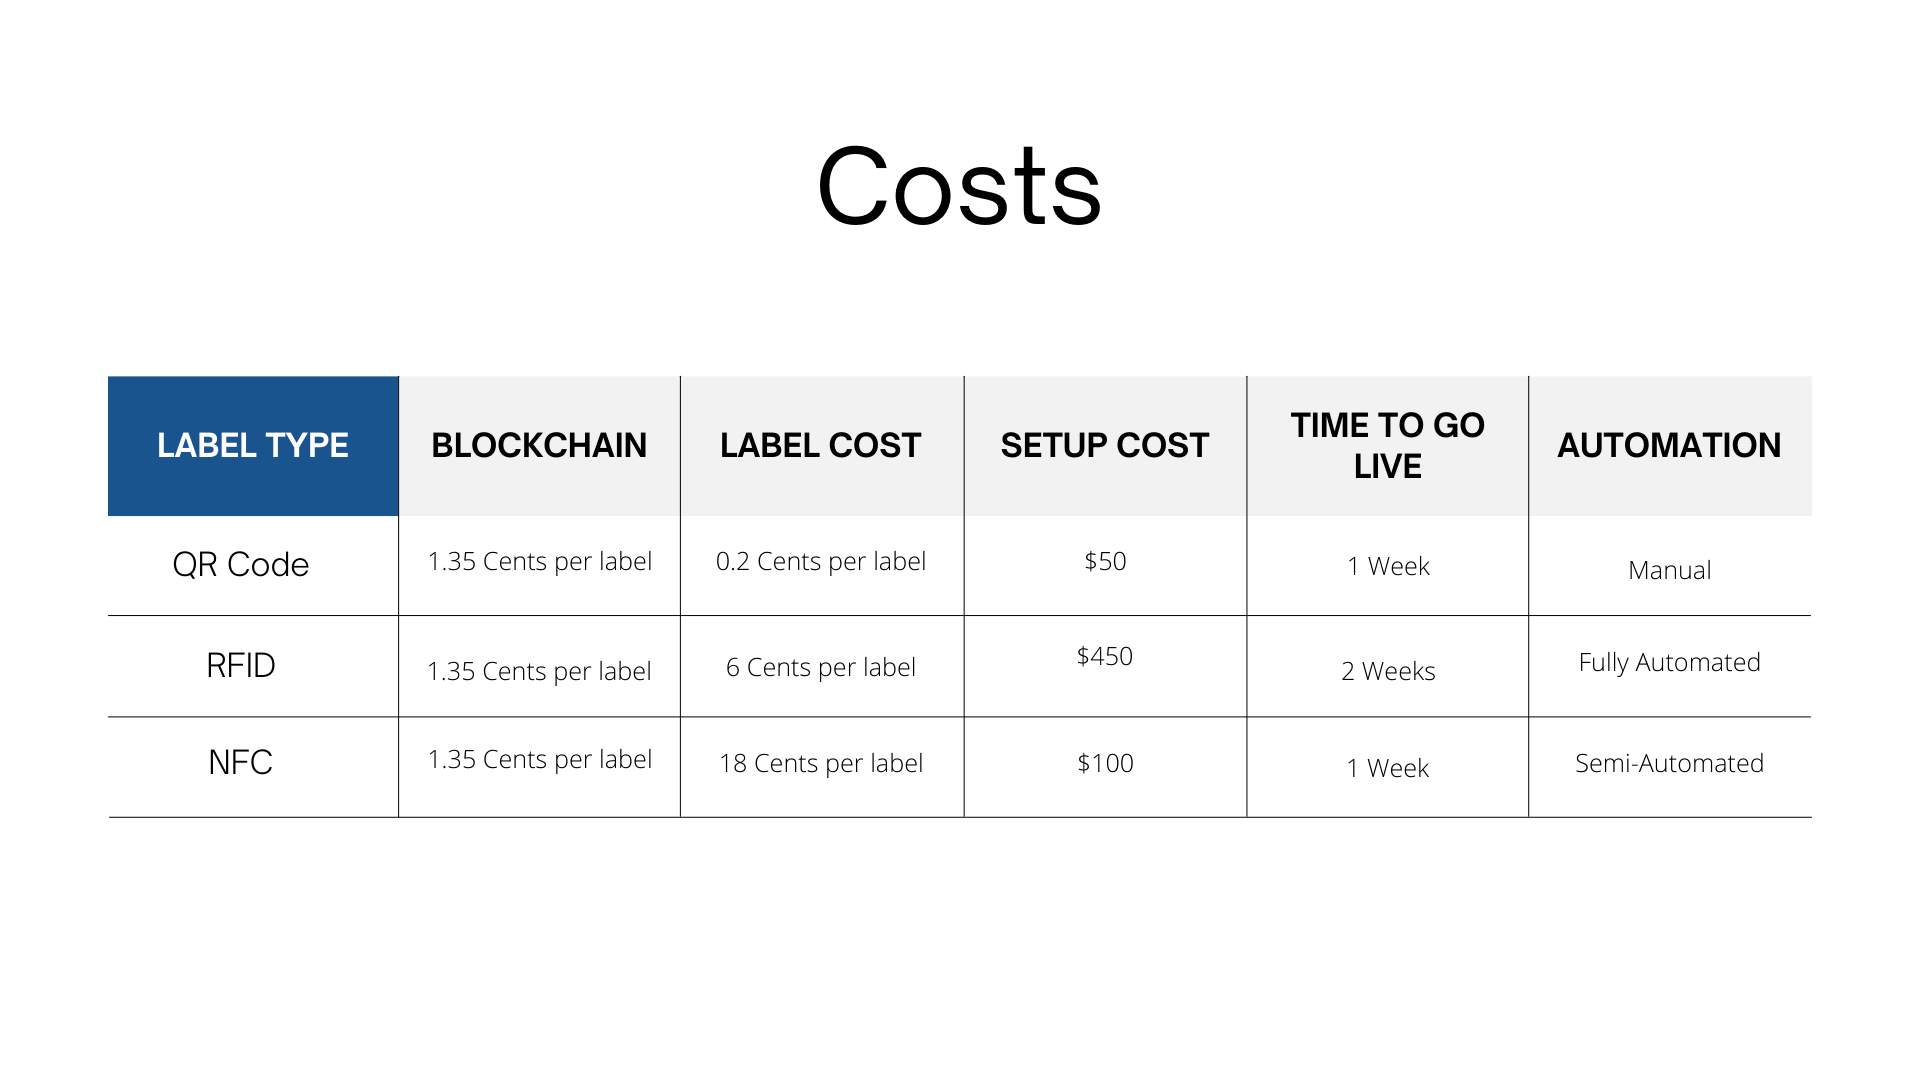 Costs
LABEL TYPE
BLOCKCHAIN
LABEL COST
SETUP COST
TIME TO GO
LIVE
AUTOMATION
QR Code
1.35 Cents per label
0.2 Cents per label
$50
1 Week
Manual
RFID
1.35 Cents per label
6 Cents per label
$450
2 Weeks
Fully Automated
NFC
1.35 Cents per label
18 Cents per label
$100
1 Week
Semi-Automated